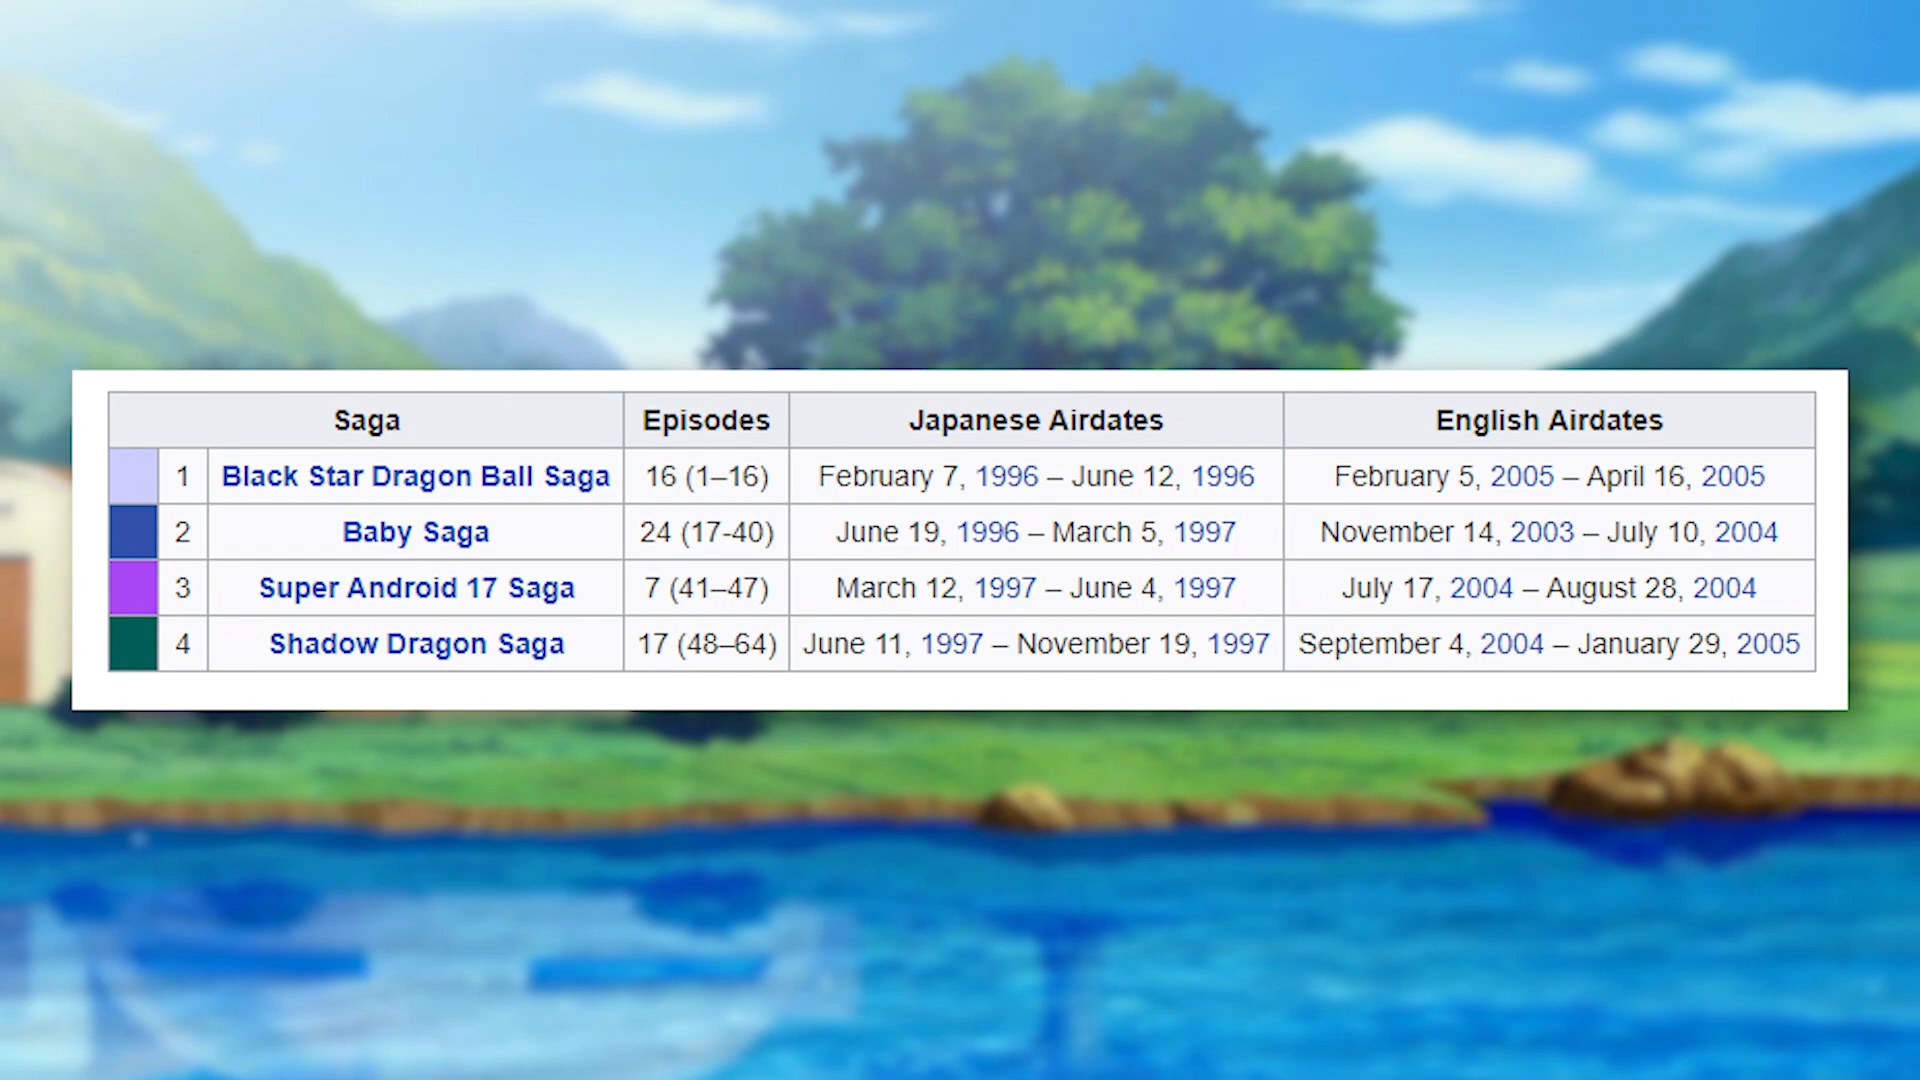 Saga Episodes Japanese Airdates English Airdates
1 Black Star Dragon Ball Saga 16 (1–16) February 7, 1996 – June 12, 1996 February 5, 2005 – April 16, 2005
2 Baby Saga 24 (17-40) June 19, 1996 – March 5, 1997 November 14, 2003 – July 10, 2004
3 Super Android 17 Saga 7 (41–47) March 12, 1997 – June 4, 1997 July 17, 2004 – August 28, 2004
4 Shadow Dragon Saga 17 (48–64) June 11, 1997 – November 19, 1997 September 4, 2004 – January 29, 2005